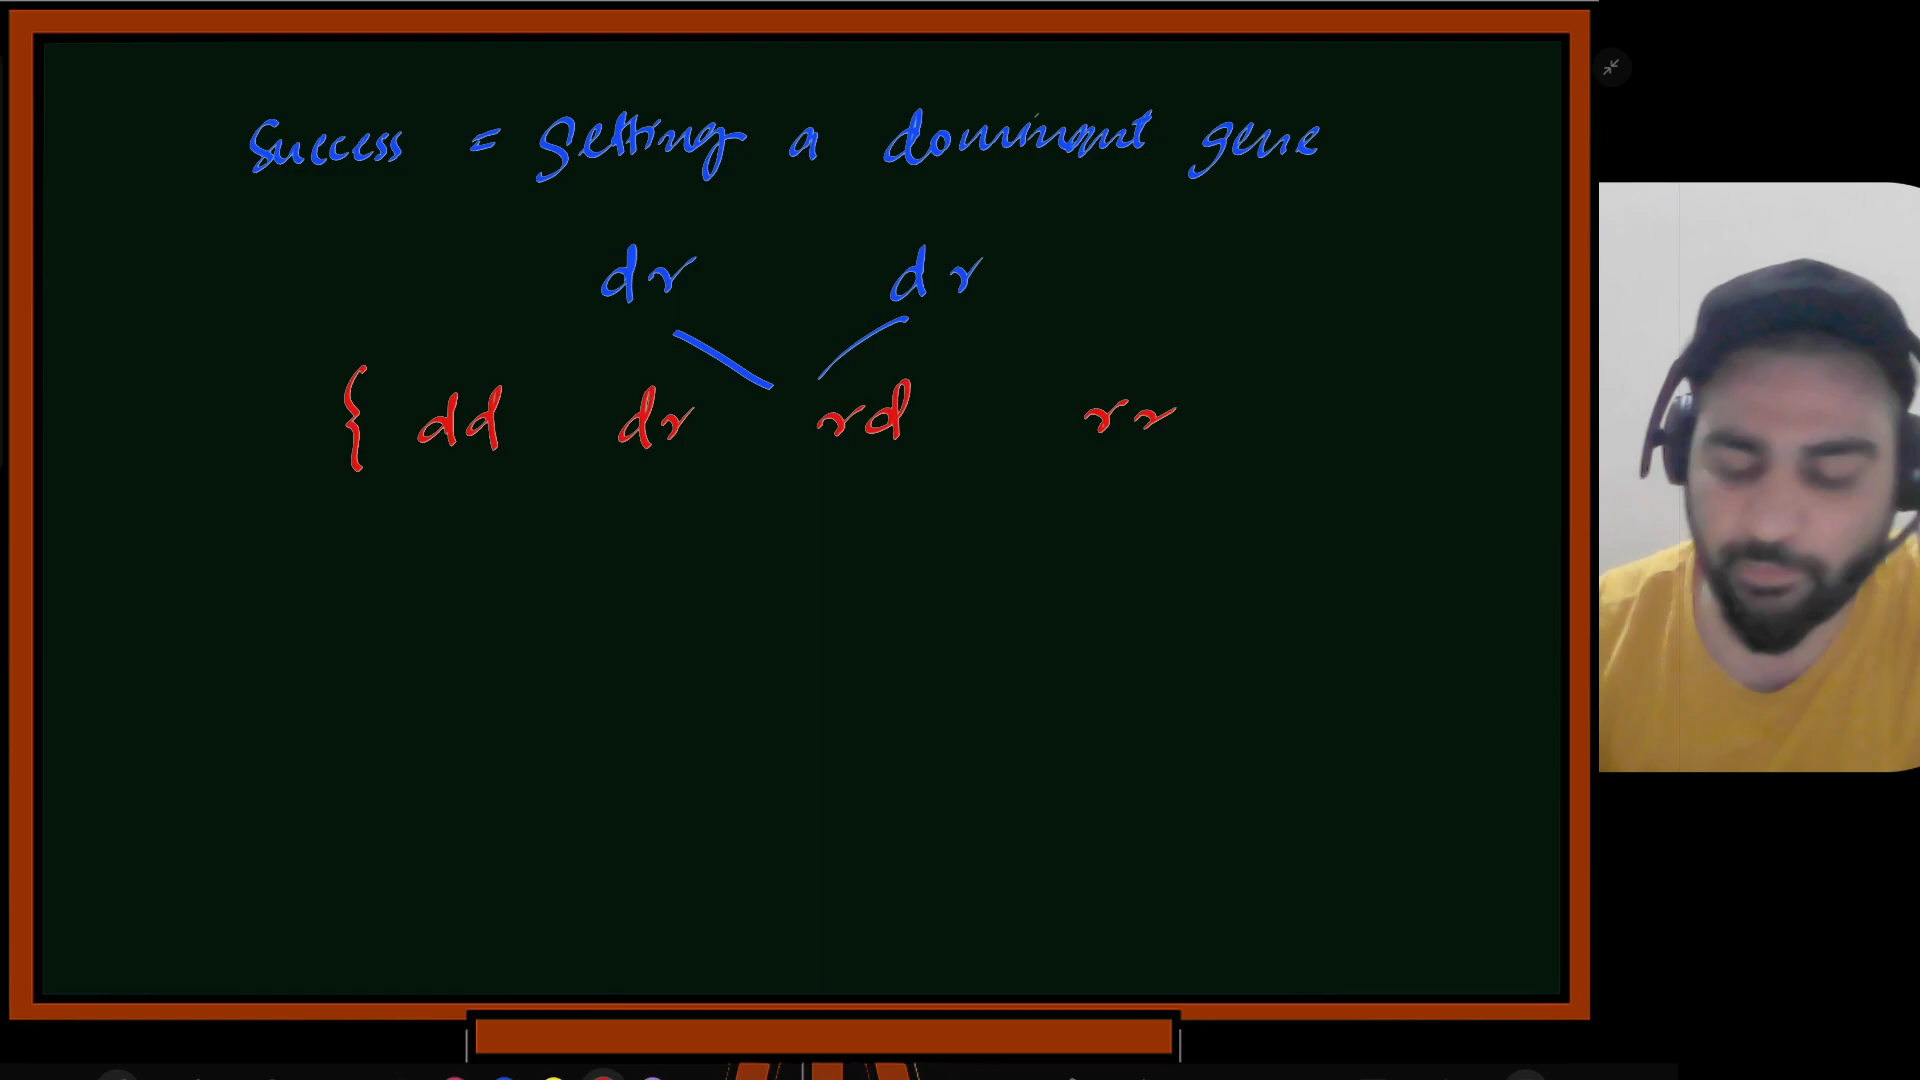 Success = getting a dominant gene
dr dr
{ dd dr rd rr